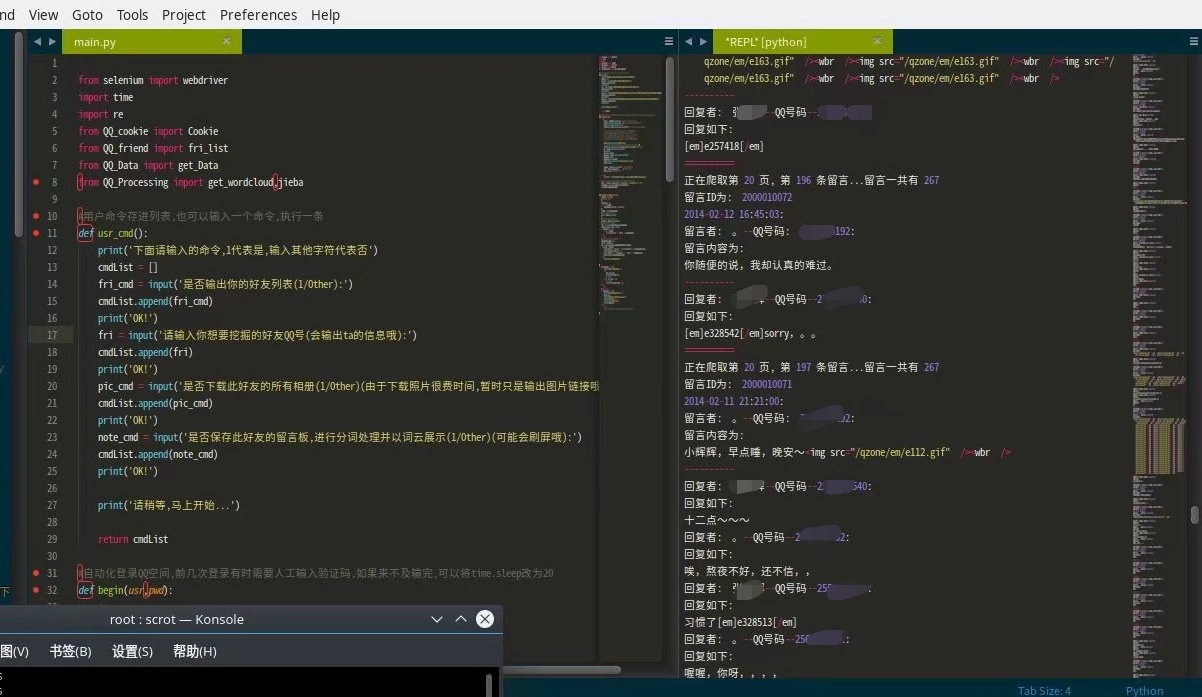 View Goto Tools Project Preferences Help
main.py
1
2 from selenium import webdriver
3 import time
4 import re
5 from QQ_cookie import Cookie
6 from QQ_friend import fri_list
7 from QQ_Data import get_Data
8 from QQ_Processing import get_wordcloud,jieba
9
10 #用户命令存进列表,也可以输入一个命令,执行一条
11 def usr_cmd():
12 print('下面请输入的命令,1代表是,输入其他字符代表否')
13 cmdList = []
14 fri_cmd = input('是否输出你的好友列表(1/Other):')
15 cmdList.append(fri_cmd)
16 print('OK!')
17 fri = input('请输入你想要挖掘的好友QQ号(会输出ta的信息哦):')
18 cmdList.append(fri)
19 print('OK!')
20 pic_cmd = input('是否下载此好友的所有相册(1/Other)(由于下载照片很费时间,暂时只是输出图片链接哦
21 cmdList.append(pic_cmd)
22 print('OK!')
23 note_cmd = input('是否保存此好友的留言板,进行分词处理并以词云展示(1/Other)(可能会刷屏哦):')
24 cmdList.append(note_cmd)
25 print('OK!')
26
27 print('请稍等,马上开始...')
28
29 return cmdList
30
31 #自动化登录QQ空间,前几次登录有时需要人工输入验证码,如果来不及输完,可以将time.sleep改为20
32 def begin(usr,pwd):
root : scrot — Konsole
图(V) 书签(B) 设置(S) 帮助(H)
*REPL* [python]
qzone/em/e163.gif" /><wbr /><img src="/qzone/em/e163.gif" /><wbr /><img src="/
qzone/em/e163.gif" /><wbr /><img src="/qzone/em/e163.gif" /><wbr />
----------
回复者: --QQ号码--
回复如下:
[em]e257418[/em]
==========
正在爬取第 20 页, 第 196 条留言...留言一共有 267
留言ID为: 2000010072
2014-02-12 16:45:03:
留言者: 。--QQ号码: 192:
留言内容为:
你随便的说，我却认真的难过。
----------
回复者: --QQ号码--2 0:
回复如下:
[em]e328542[/em]sorry，。。
==========
正在爬取第 20 页, 第 197 条留言...留言一共有 267
留言ID为: 2000010071
2014-02-11 21:21:00:
留言者: 。--QQ号码: 92:
留言内容为:
小辉辉，早点睡，晚安～<img src="/qzone/em/e112.gif" /><wbr />
----------
回复者: --QQ号码--2 540:
回复如下:
十二点～～～
回复者: 。--QQ号码--2 2:
回复如下:
唉，熬夜不好，还不信，，
回复者: --QQ号码--255 :
回复如下:
习惯了[em]e328513[/em]
回复者: 。--QQ号码--250 :
回复如下:
喔喔，你呀，，，，
Tab Size: 4 Python